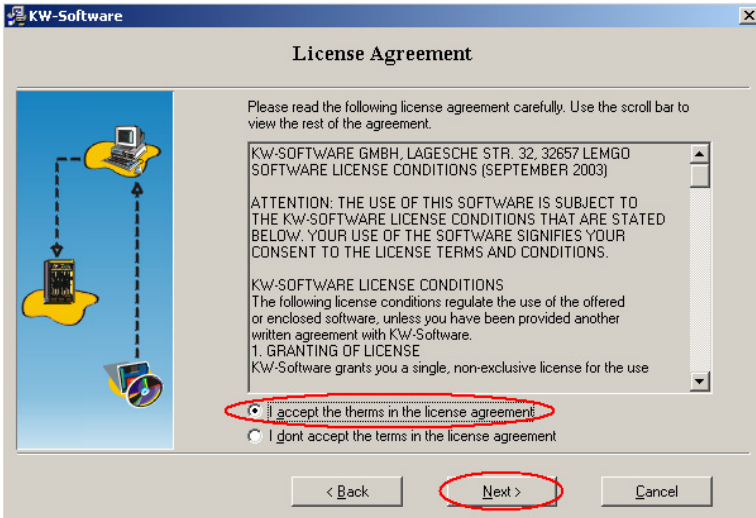 KW-Software
License Agreement
Please read the following license agreement carefully. Use the scroll bar to
view the rest of the agreement.
KW-SOFTWARE GMBH, LAGESCHE STR. 32, 32657 LEMGO
SOFTWARE LICENSE CONDITIONS (SEPTEMBER 2003)
ATTENTION: THE USE OF THIS SOFTWARE IS SUBJECT TO
THE KW-SOFTWARE LICENSE CONDITIONS THAT ARE STATED
BELOW. YOUR USE OF THE SOFTWARE SIGNIFIES YOUR
CONSENT TO THE LICENSE TERMS AND CONDITIONS.
KW-SOFTWARE LICENSE CONDITIONS
The following license conditions regulate the use of the offered
or enclosed software, unless you have been provided another
written agreement with KW-Software.
1. GRANTING OF LICENSE
KW-Software grants you a single, non-exclusive license for the use
I accept the therms in the license agreement
I dont accept the terms in the license agreement
< Back
Next >
Cancel